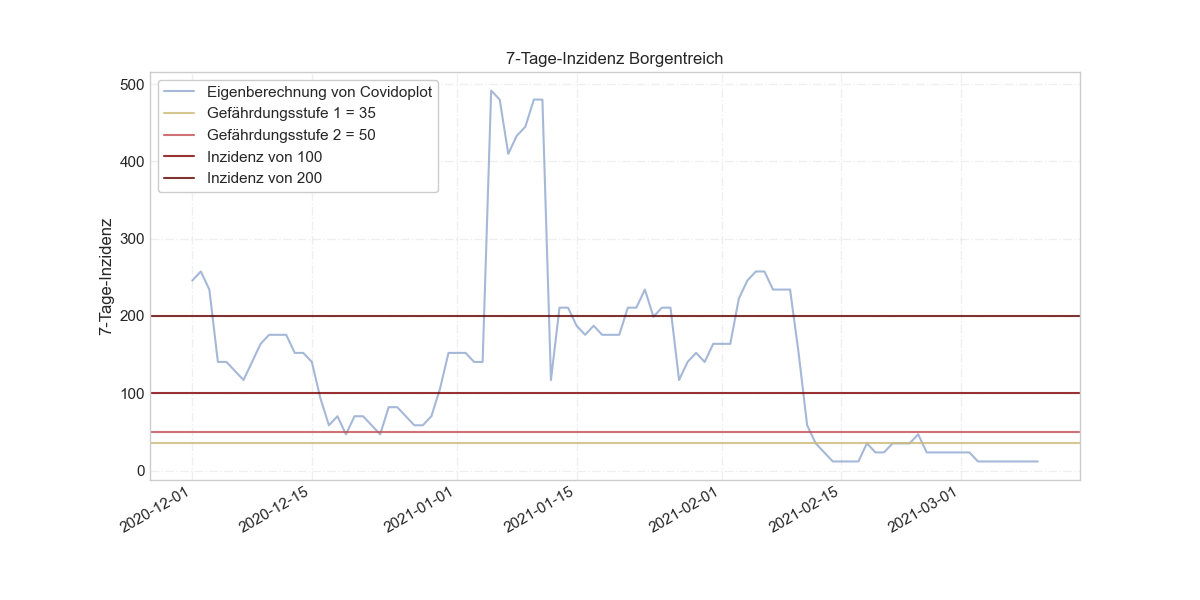 7-Tage-Inzidenz Borgentreich
Eigenberechnung von Covidoplot
Gefährdungsstufe 1 = 35
Gefährdungsstufe 2 = 50
Inzidenz von 100
Inzidenz von 200
7-Tage-Inzidenz
500
400
300
200
100
0
2020-12-01
2020-12-15
2021-01-01
2021-01-15
2021-02-01
2021-02-15
2021-03-01